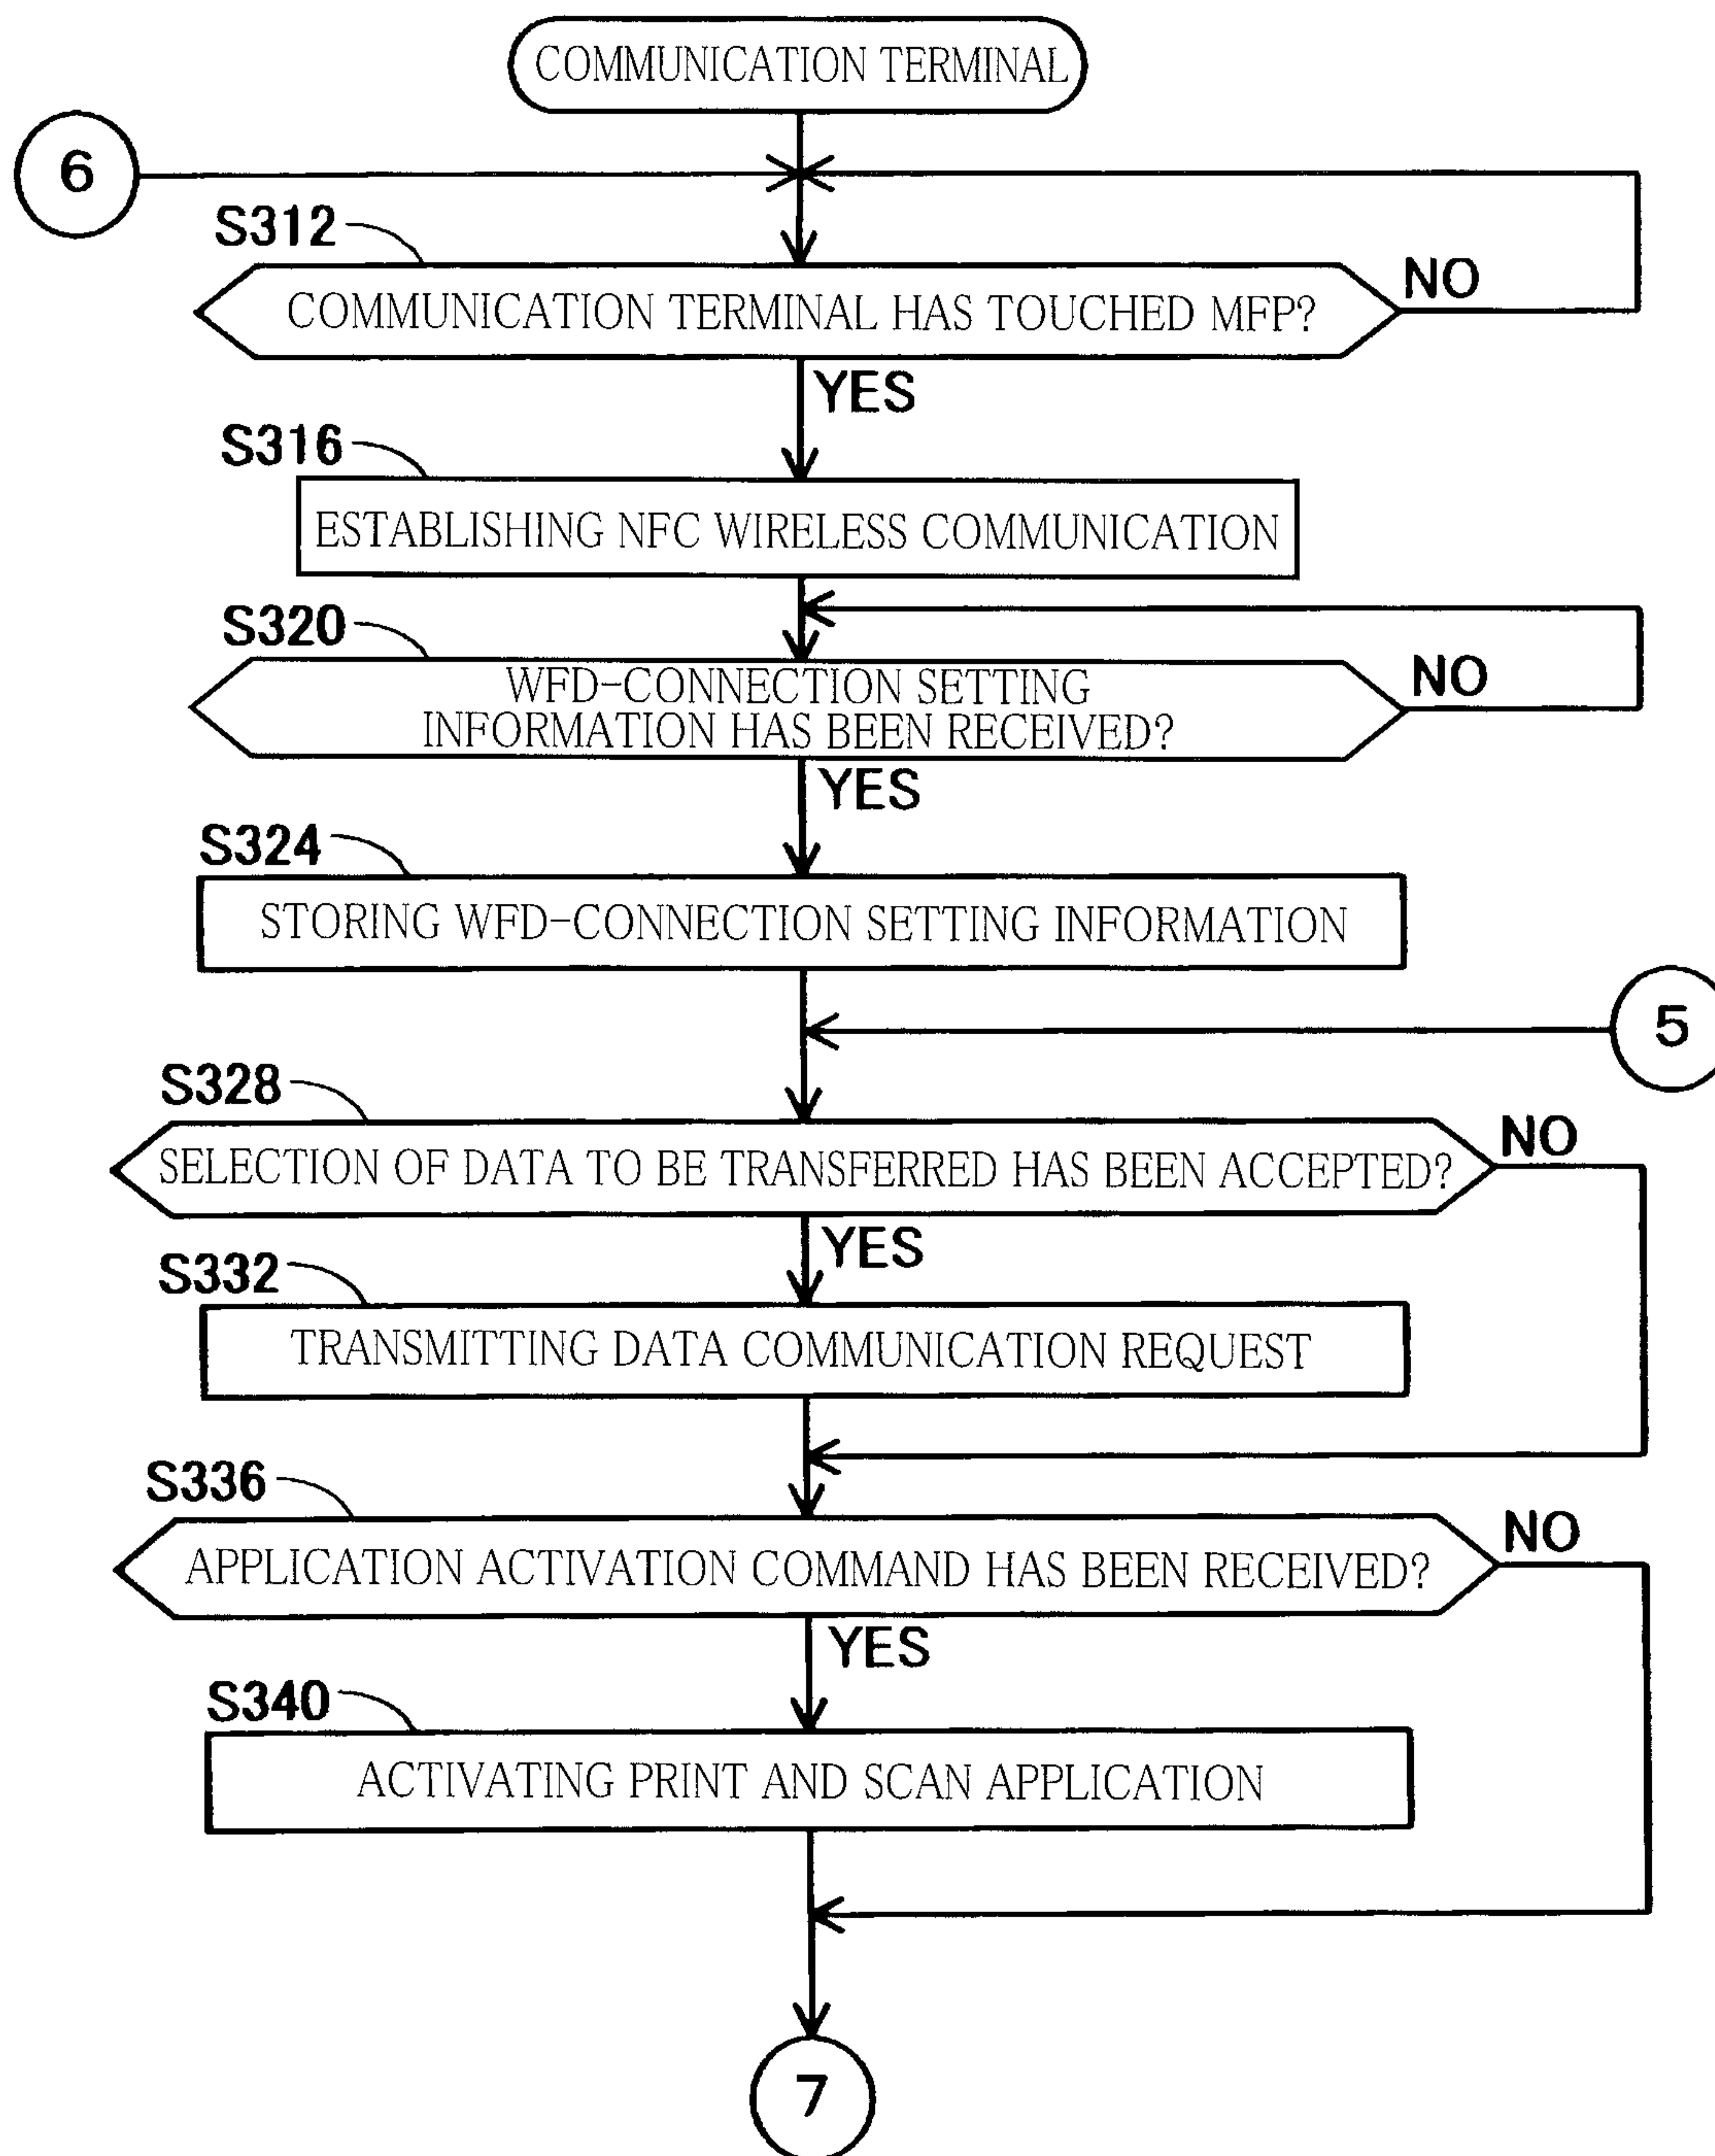 COMMUNICATION TERMINAL
6
S312
COMMUNICATION TERMINAL HAS TOUCHED MFP?
NO
YES
S316
ESTABLISHING NFC WIRELESS COMMUNICATION
S320
WFD-CONNECTION SETTING
INFORMATION HAS BEEN RECEIVED?
NO
YES
S324
STORING WFD-CONNECTION SETTING INFORMATION
5
S328
SELECTION OF DATA TO BE TRANSFERRED HAS BEEN ACCEPTED?
NO
YES
S332
TRANSMITTING DATA COMMUNICATION REQUEST
S336
APPLICATION ACTIVATION COMMAND HAS BEEN RECEIVED?
NO
YES
S340
ACTIVATING PRINT AND SCAN APPLICATION
7